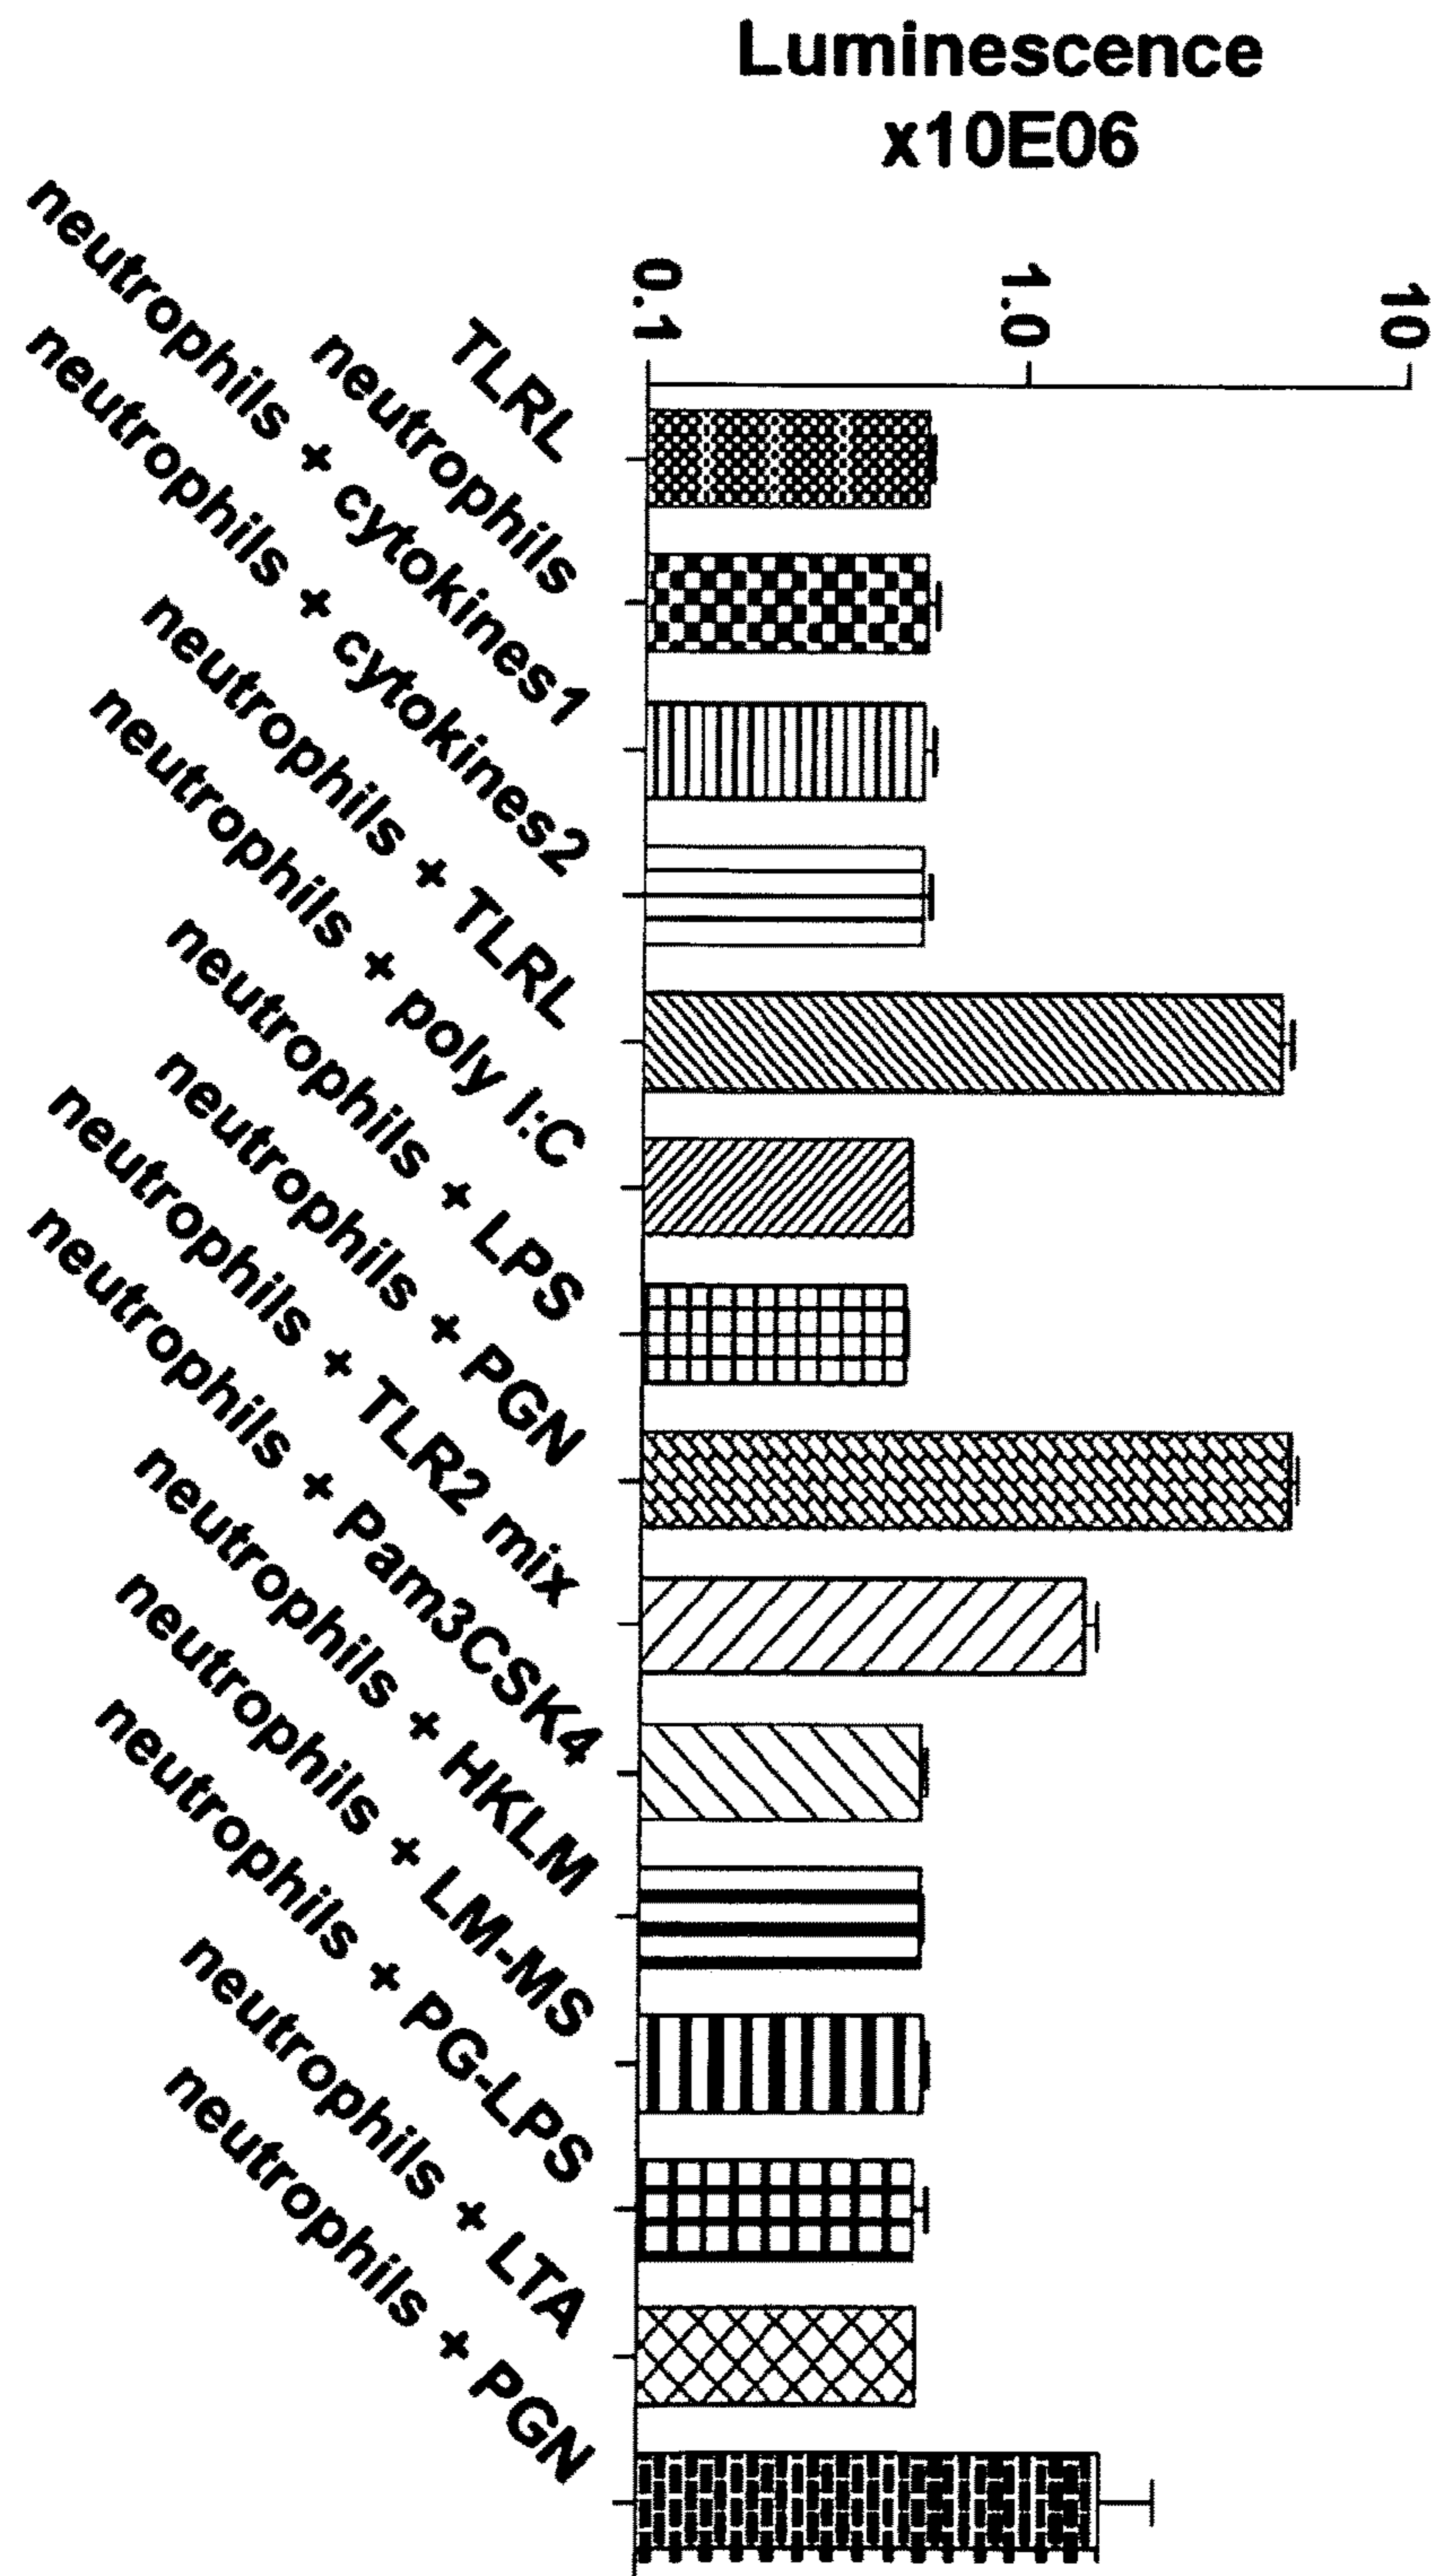 Luminescence
x10E06
10
1.0
0.1
TLRL
neutrophils
neutrophils + cytokines1
neutrophils + cytokines2
neutrophils + TLRL
neutrophils + poly I:C
neutrophils + LPS
neutrophils + PGN
neutrophils + TLR2 mix
neutrophils + Pam3CSK4
neutrophils + HKLM
neutrophils + LM-MS
neutrophils + PG-LPS
neutrophils + LTA
neutrophils + PGN